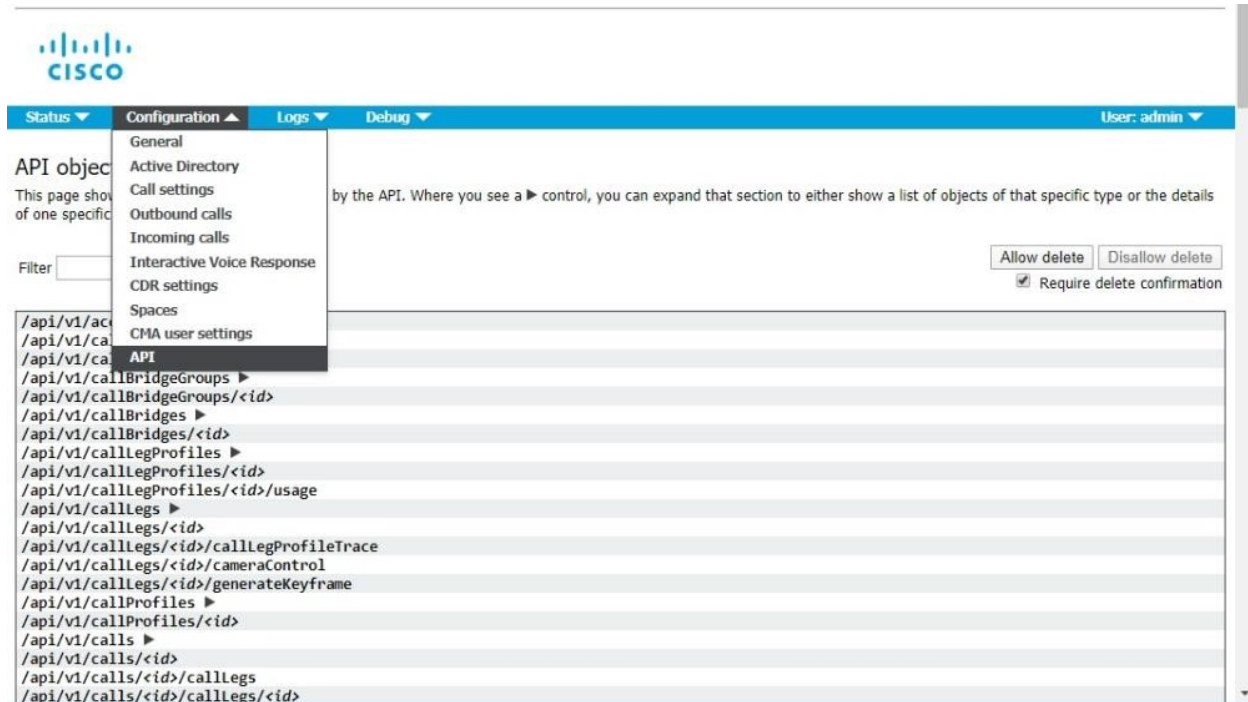 CISCO
Status ▼ Configuration ▲ Logs ▼ Debug ▼ User: admin ▼
General
Active Directory
Call settings
Outbound calls
Incoming calls
Interactive Voice Response
CDR settings
Spaces
CMA user settings
API
API objec
This page sho by the API. Where you see a ▶ control, you can expand that section to either show a list of objects of that specific type or the details
of one specific
Filter
Allow delete Disallow delete
Require delete confirmation
/api/v1/ac
/api/v1/ca
/api/v1/ca
/api/v1/callBridgeGroups ▶
/api/v1/callBridgeGroups/<id>
/api/v1/callBridges ▶
/api/v1/callBridges/<id>
/api/v1/callLegProfiles ▶
/api/v1/callLegProfiles/<id>
/api/v1/callLegProfiles/<id>/usage
/api/v1/callLegs ▶
/api/v1/callLegs/<id>
/api/v1/callLegs/<id>/callLegProfileTrace
/api/v1/callLegs/<id>/cameraControl
/api/v1/callLegs/<id>/generateKeyframe
/api/v1/callProfiles ▶
/api/v1/callProfiles/<id>
/api/v1/calls ▶
/api/v1/calls/<id>
/api/v1/calls/<id>/callLegs
/api/v1/calls/<id>/callLegs/<id>